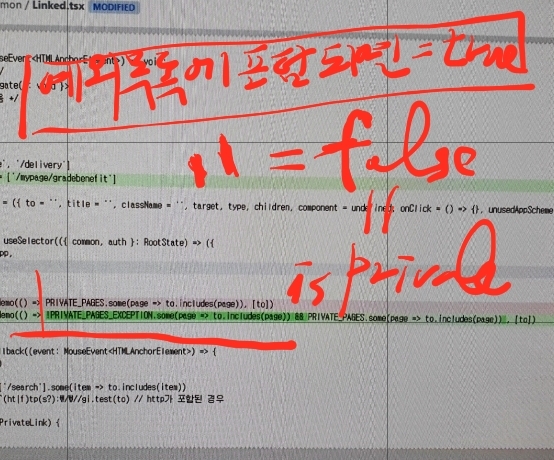 mon / Linked.tsx MODIFIED
예외목록에 포함되면 = true
" = false
//
is private
seEvent<HTMLAnchorElement>) voi
gate(: void }>
*/
', '/delivery']
= ['/mypage/gradebenefit']
= ({ to = '', title = '', className = '', target, type, children, component = undefined, onClick = () => {}, unusedAppScheme
useSelector(({ common, auth }: RootState) => ({
pp,
emo(() => PRIVATE_PAGES.some(page => to.includes(page)), [to])
emo(() => !PRIVATE_PAGES_EXCEPTION.some(page => to.includes(page)) && PRIVATE_PAGES.some(page => to.includes(page)) , [to])
llback((event: MouseEvent<HTMLAnchorElement>) => {
['/search'].some(item => to.includes(item))
^(ht|f)tp(s?):₩/₩//gi.test(to) // http가 포함된 경우
PrivateLink) {